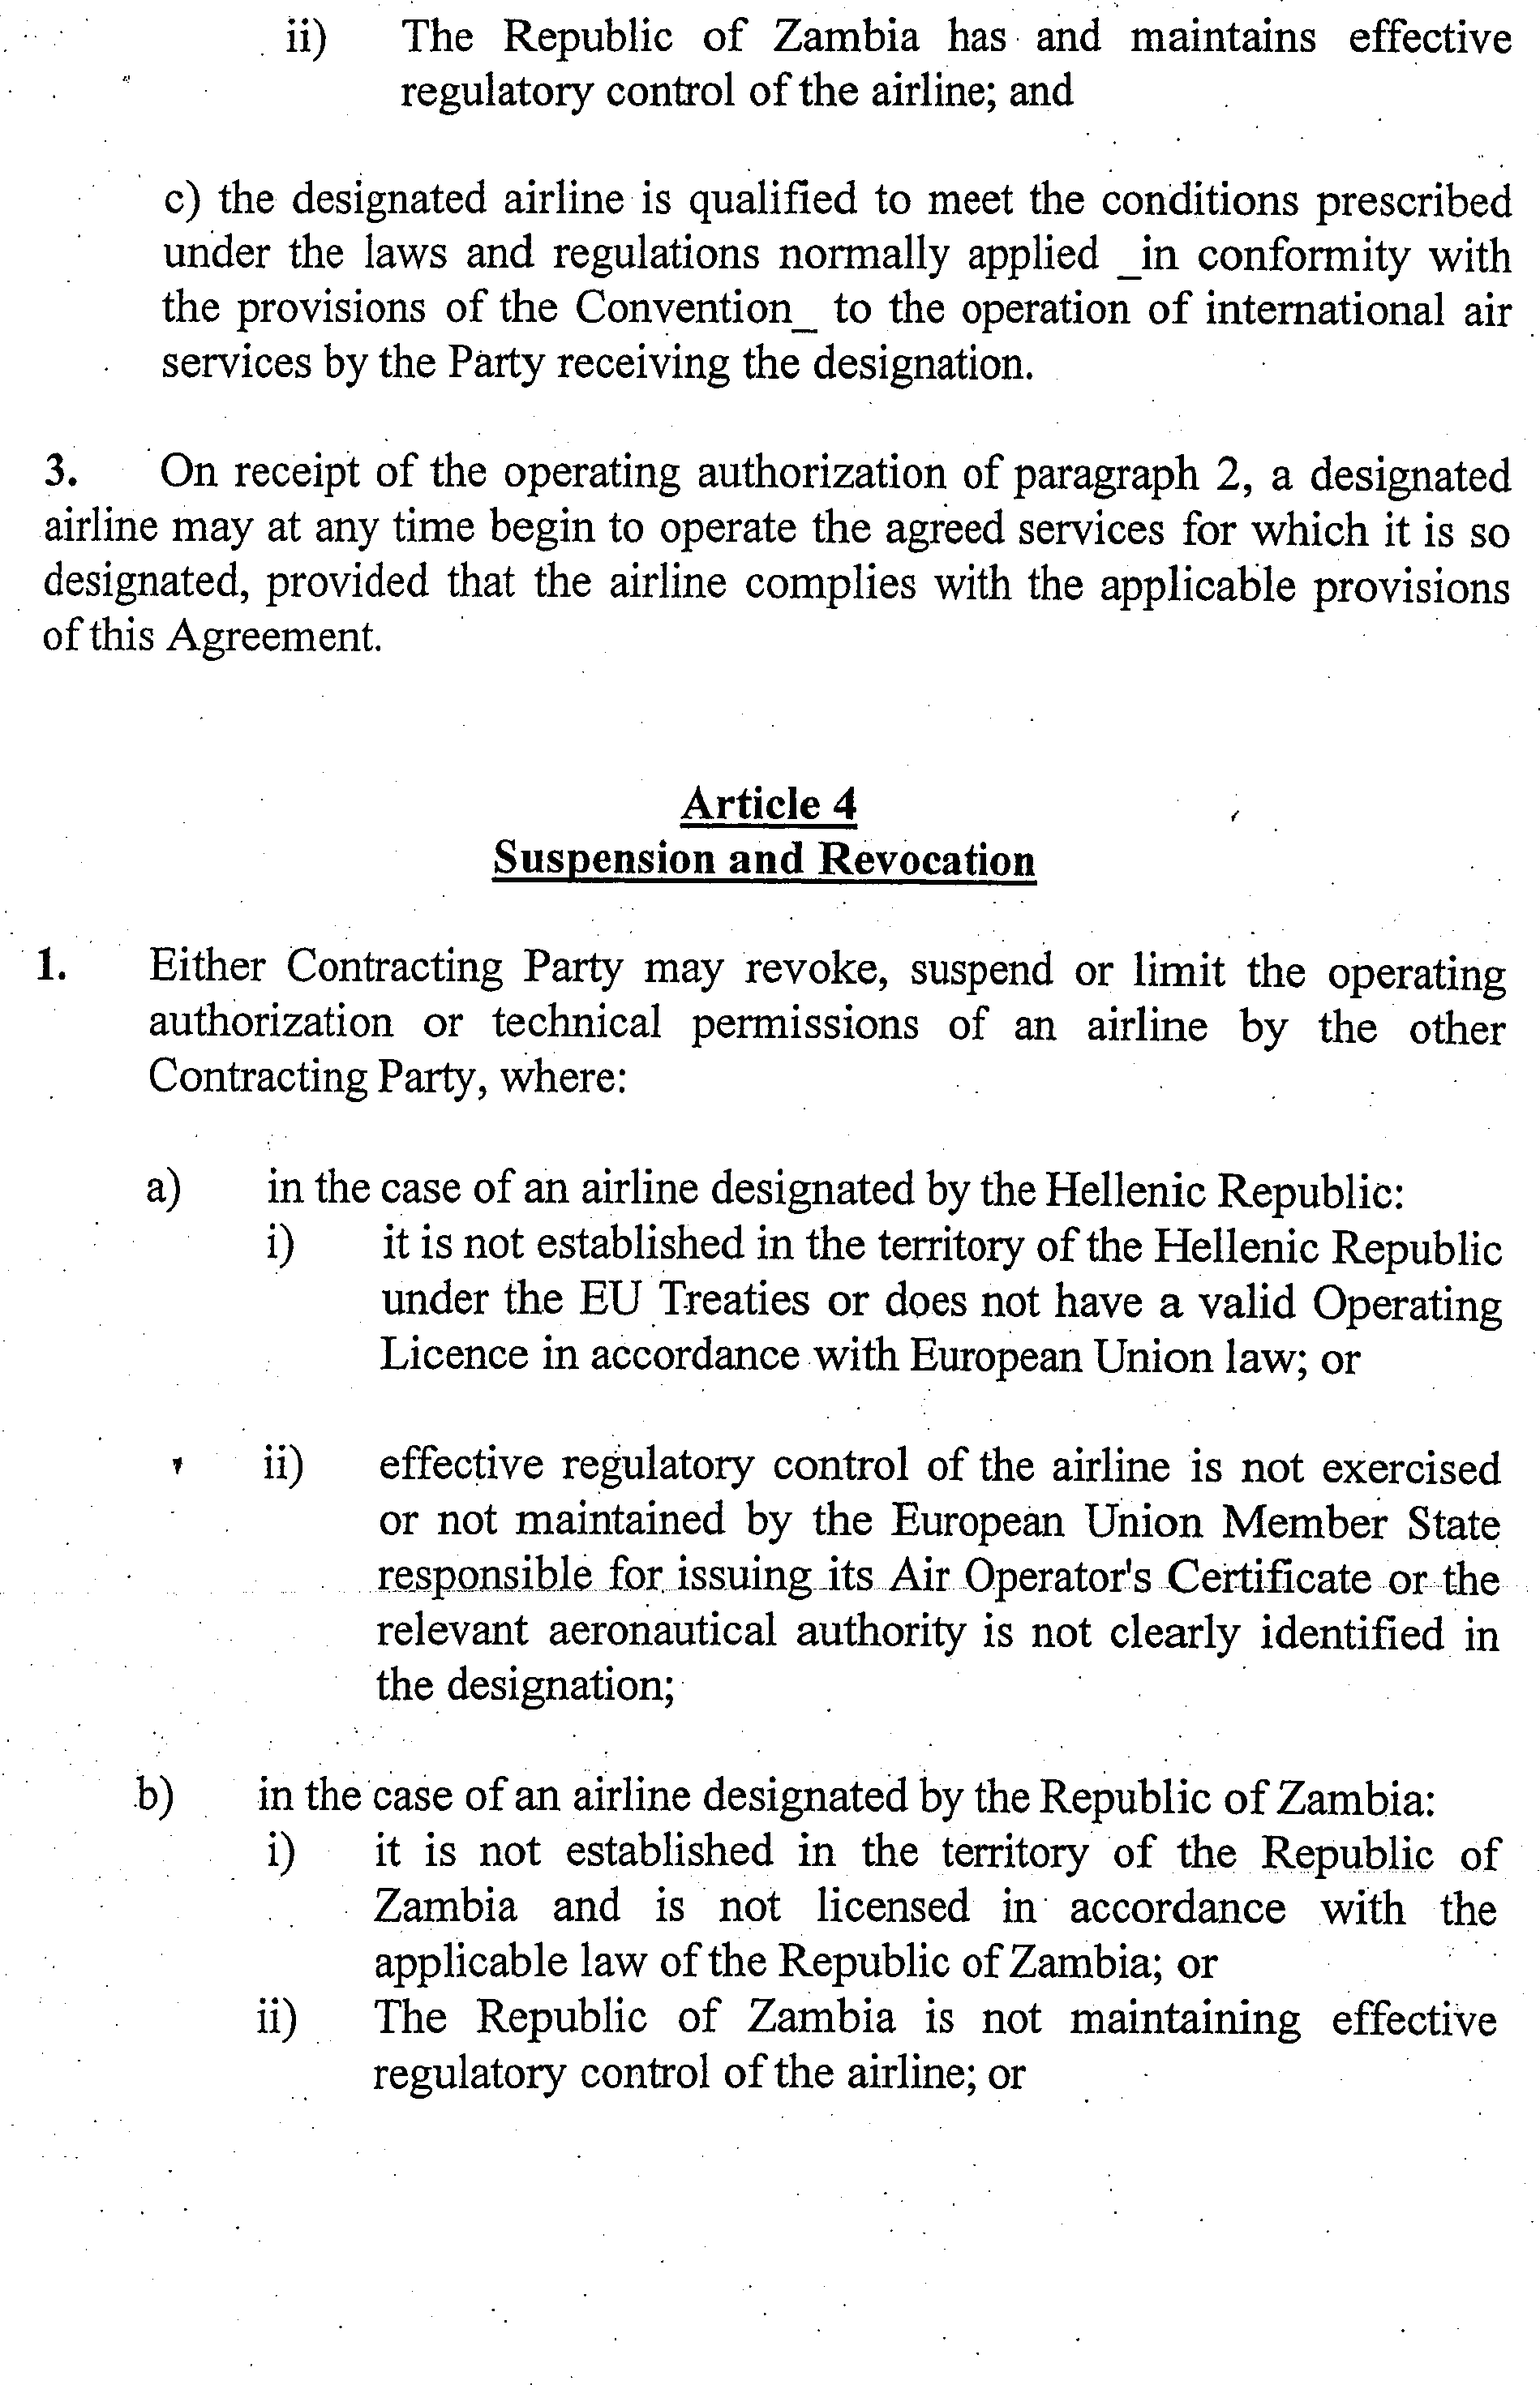 ii) The Republic of Zambia has and maintains effective
regulatory control of the airline; and
c) the designated airline is qualified to meet the conditions prescribed
under the laws and regulations normally applied _in conformity with
the provisions of the Convention_ to the operation of international air
services by the Party receiving the designation.
3. On receipt of the operating authorization of paragraph 2, a designated
airline may at any time begin to operate the agreed services for which it is so
designated, provided that the airline complies with the applicable provisions
of this Agreement.
Article 4
Suspension and Revocation
1. Either Contracting Party may revoke, suspend or limit the operating
authorization or technical permissions of an airline by the other
Contracting Party, where:
a) in the case of an airline designated by the Hellenic Republic:
i) it is not established in the territory of the Hellenic Republic
under the EU Treaties or does not have a valid Operating
Licence in accordance with European Union law; or
ii) effective regulatory control of the airline is not exercised
or not maintained by the European Union Member State
responsible for issuing its Air Operator's Certificate or the
relevant aeronautical authority is not clearly identified in
the designation;
b) in the case of an airline designated by the Republic of Zambia:
i) it is not established in the territory of the Republic of
Zambia and is not licensed in accordance with the
applicable law of the Republic of Zambia; or
ii) The Republic of Zambia is not maintaining effective
regulatory control of the airline; or